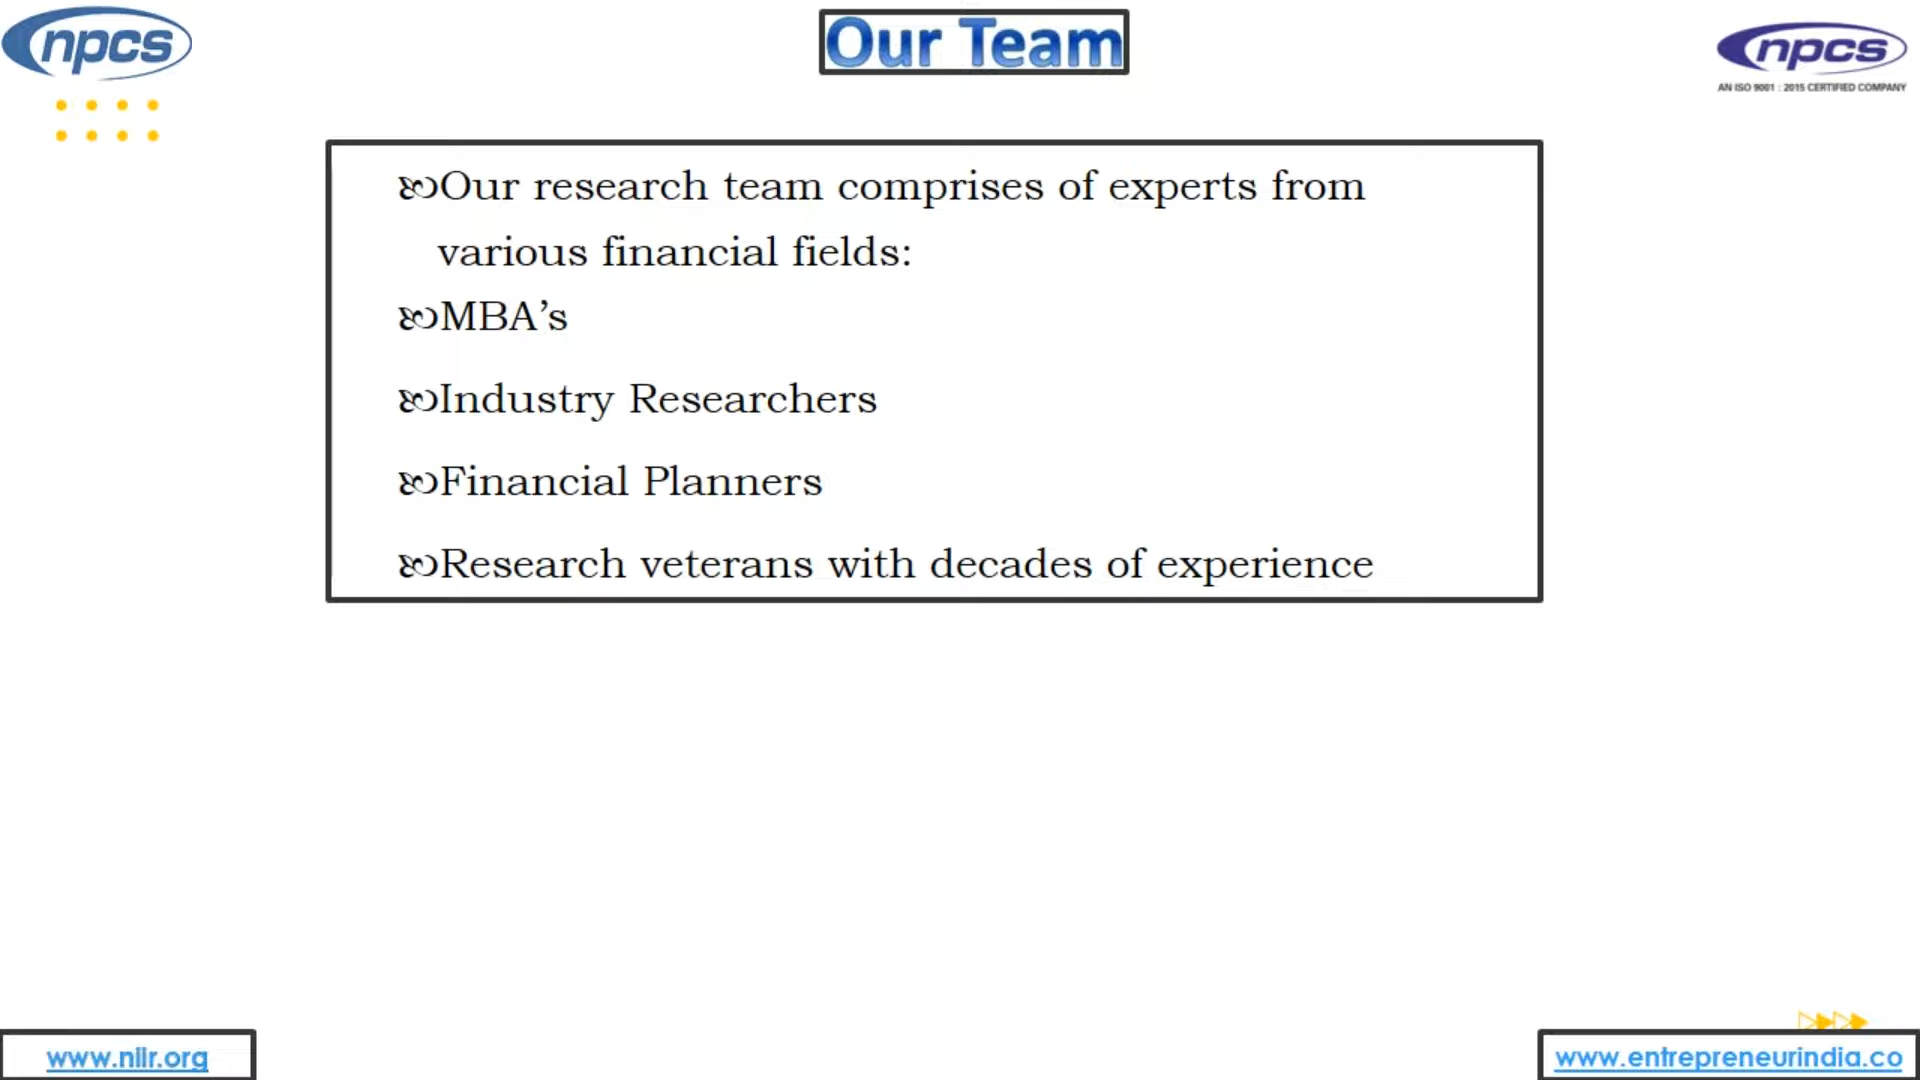 npcs
Our Team
npcs
AN ISO 9001 : 2015 CERTIFIED COMPANY
Our research team comprises of experts from
various financial fields:
MBA’s
Industry Researchers
Financial Planners
Research veterans with decades of experience
www.niir.org
www.entrepreneurindia.co